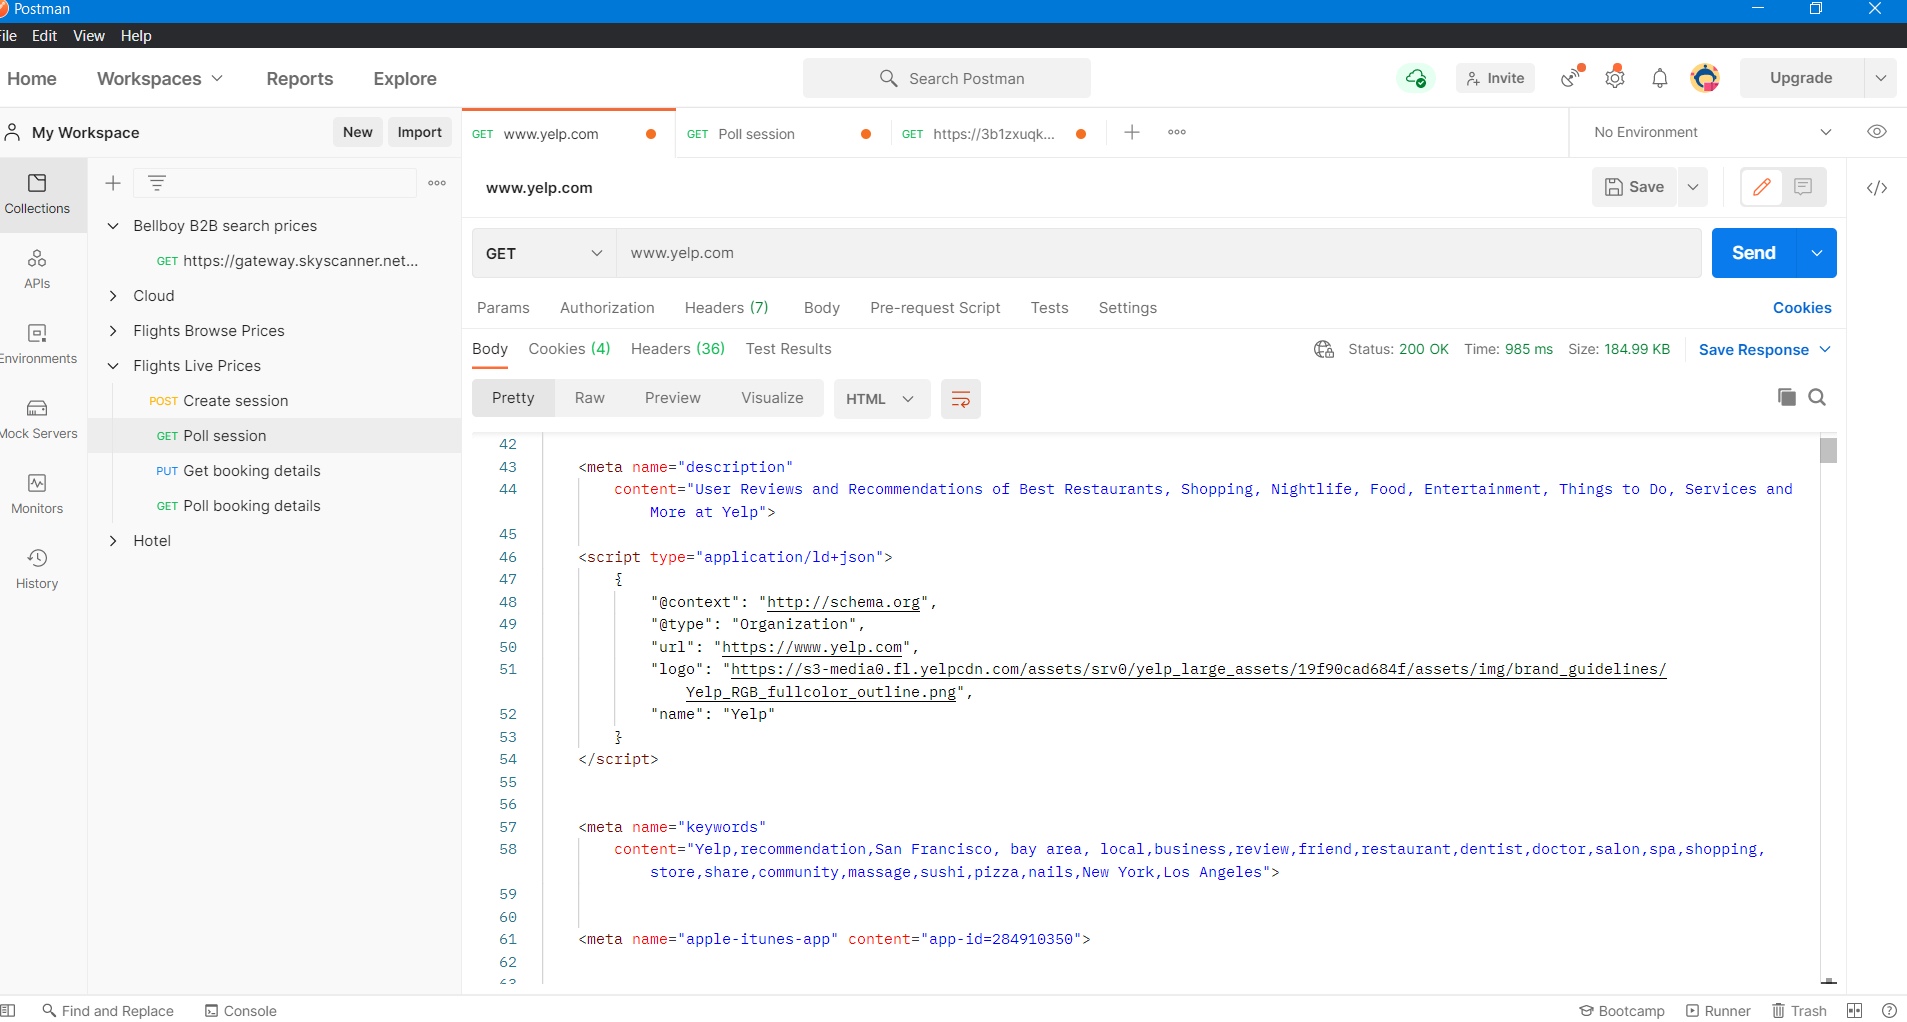 Postman
File Edit View Help
Home Workspaces Reports Explore
Search Postman
Invite
Upgrade
My Workspace New Import
GET www.yelp.com
GET Poll session
GET https://3b1zxuqk...
No Environment
Collections
APIs
Environments
Mock Servers
Monitors
History
Bellboy B2B search prices
GET https://gateway.skyscanner.net...
Cloud
Flights Browse Prices
Flights Live Prices
POST Create session
GET Poll session
PUT Get booking details
GET Poll booking details
Hotel
www.yelp.com
Save
GET www.yelp.com Send
Params Authorization Headers (7) Body Pre-request Script Tests Settings Cookies
Body Cookies (4) Headers (36) Test Results Status: 200 OK Time: 985 ms Size: 184.99 KB Save Response
Pretty Raw Preview Visualize HTML
42
43 <meta name="description"
44 content="User Reviews and Recommendations of Best Restaurants, Shopping, Nightlife, Food, Entertainment, Things to Do, Services and
More at Yelp">
45
46 <script type="application/ld+json">
47 {
48 "@context": "http://schema.org",
49 "@type": "Organization",
50 "url": "https://www.yelp.com",
51 "logo": "https://s3-media0.fl.yelpcdn.com/assets/srv0/yelp_large_assets/19f90cad684f/assets/img/brand_guidelines/
Yelp_RGB_fullcolor_outline.png",
52 "name": "Yelp"
53 }
54 </script>
55
56
57 <meta name="keywords"
58 content="Yelp,recommendation,San Francisco, bay area, local,business,review,friend,restaurant,dentist,doctor,salon,spa,shopping,
store,share,community,massage,sushi,pizza,nails,New York,Los Angeles">
59
60
61 <meta name="apple-itunes-app" content="app-id=284910350">
62
63
Find and Replace Console Bootcamp Runner Trash